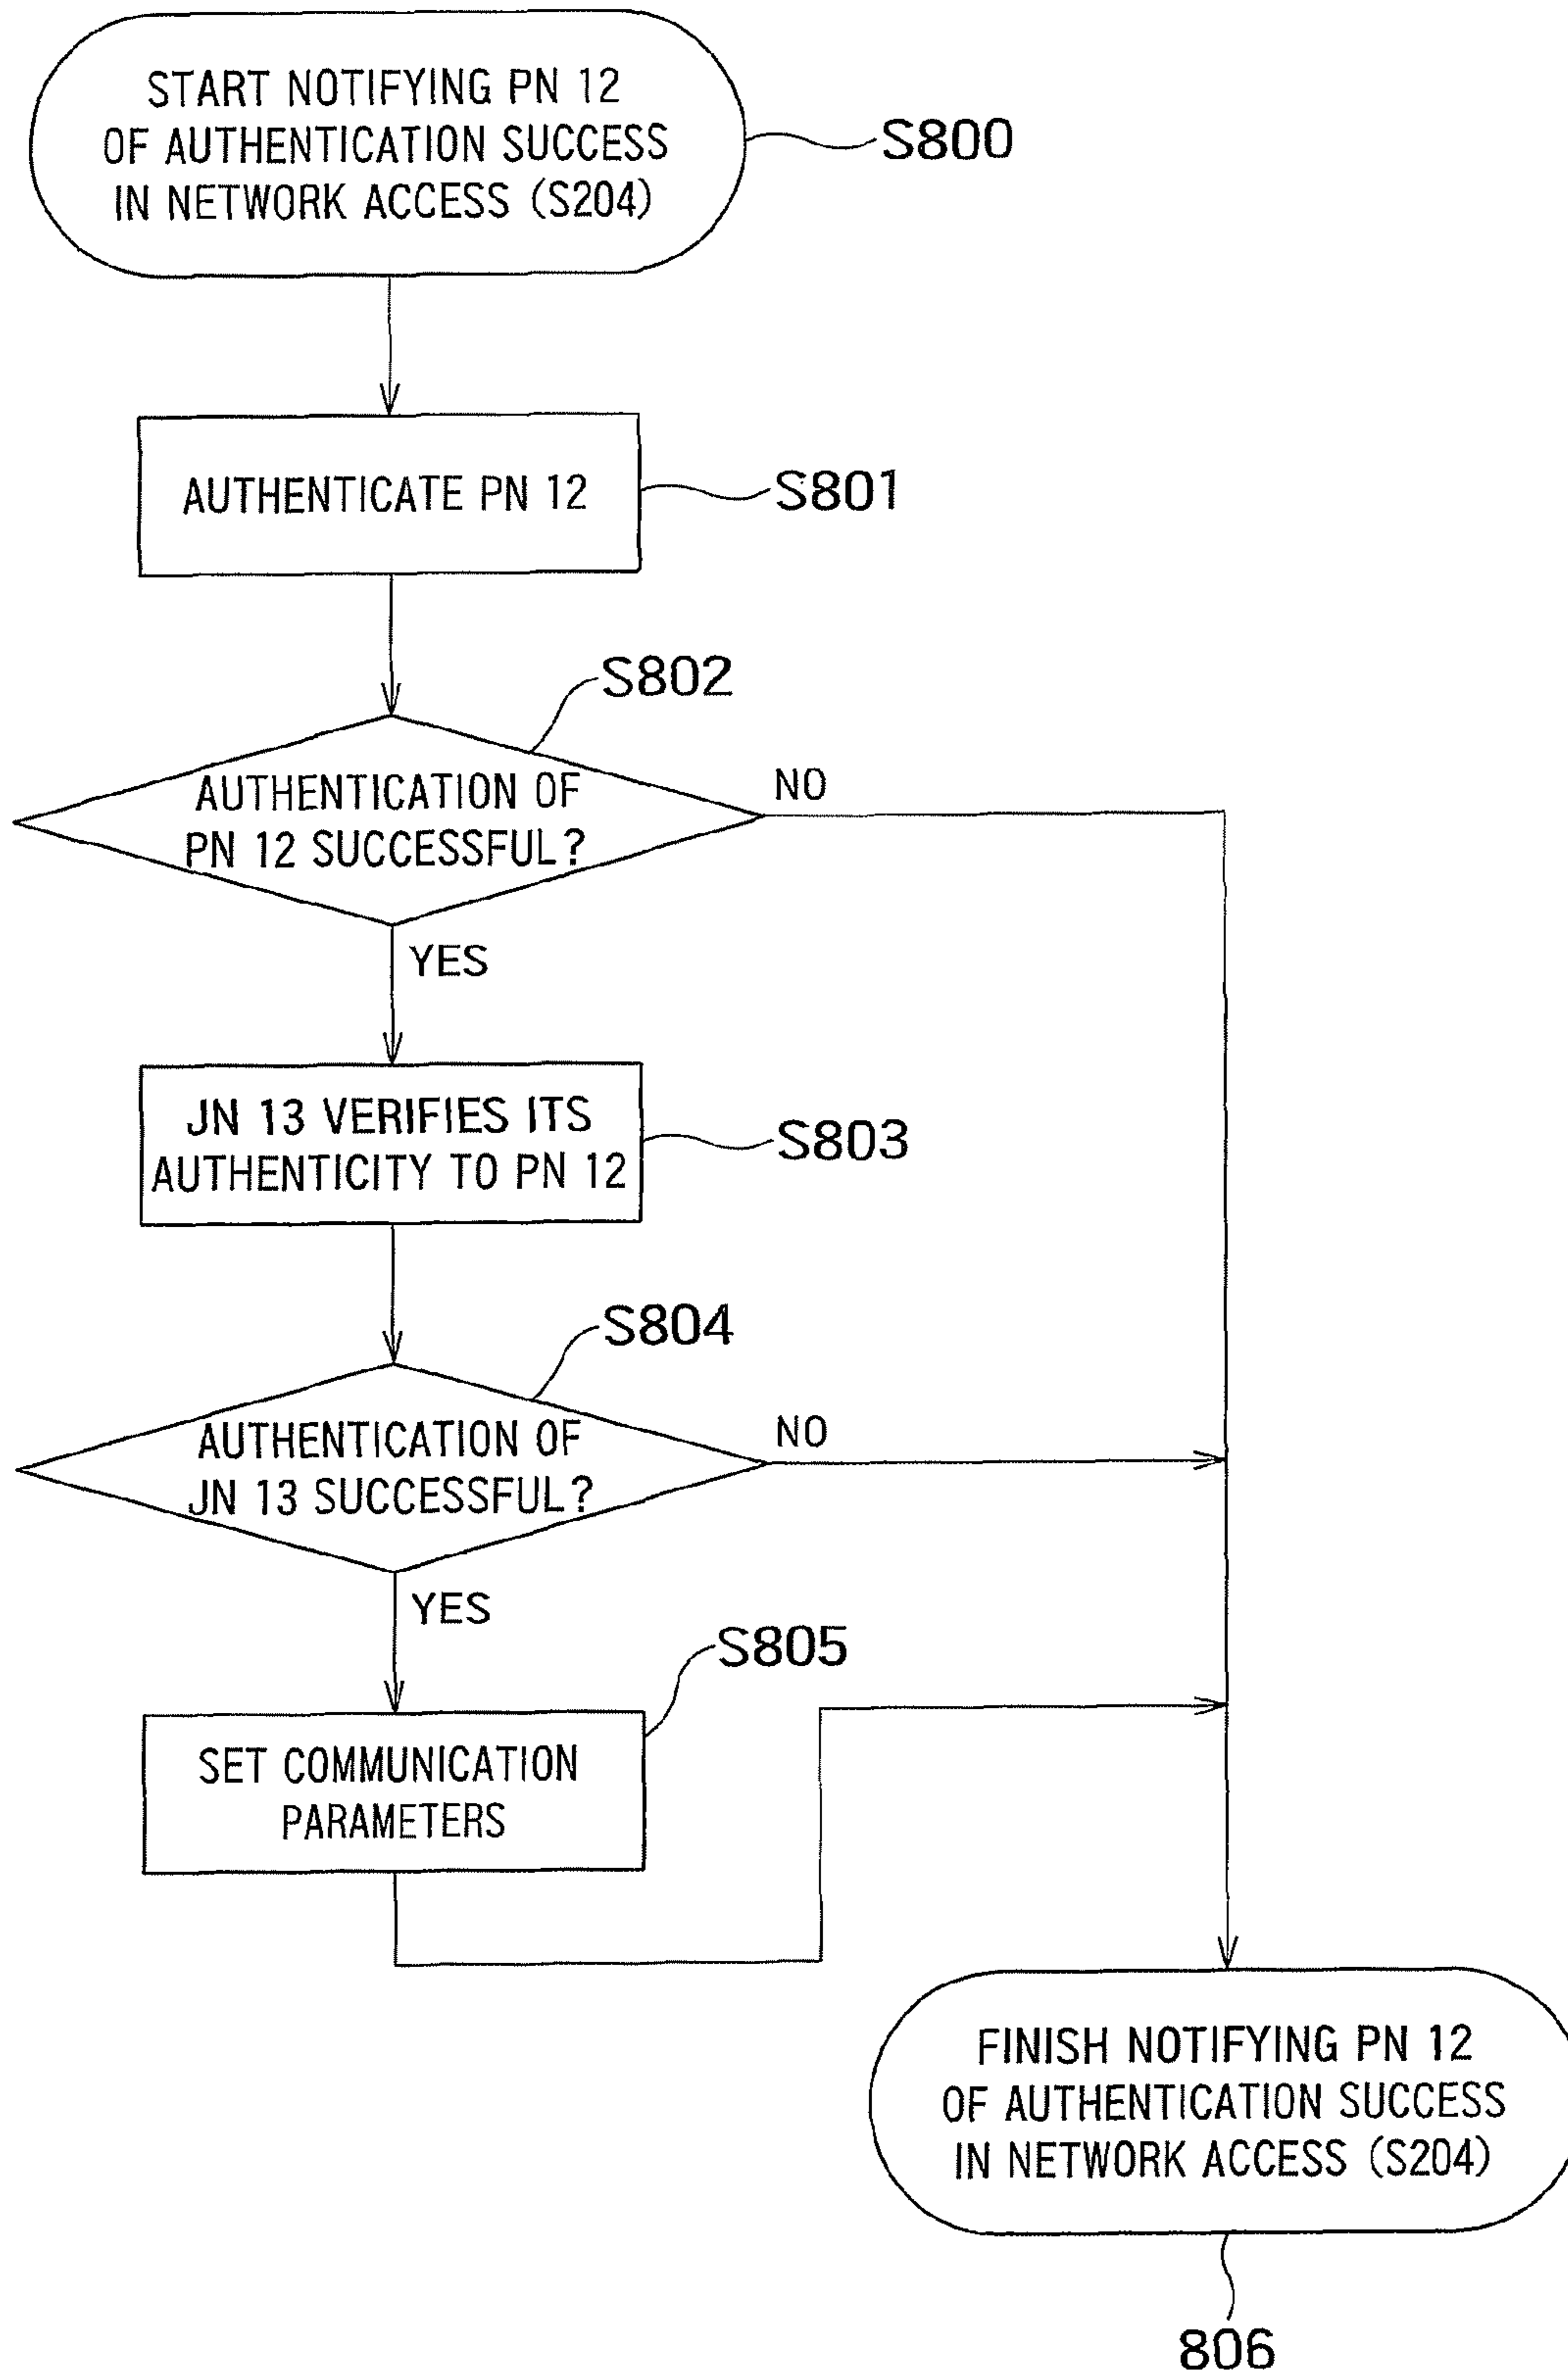 START NOTIFYING PN 12
OF AUTHENTICATION SUCCESS
IN NETWORK ACCESS (S204)
S800
AUTHENTICATE PN 12
S801
S802
AUTHENTICATION OF
PN 12 SUCCESSFUL?
NO
YES
JN 13 VERIFIES ITS
AUTHENTICITY TO PN 12
S803
S804
AUTHENTICATION OF
JN 13 SUCCESSFUL?
NO
YES
S805
SET COMMUNICATION
PARAMETERS
FINISH NOTIFYING PN 12
OF AUTHENTICATION SUCCESS
IN NETWORK ACCESS (S204)
806